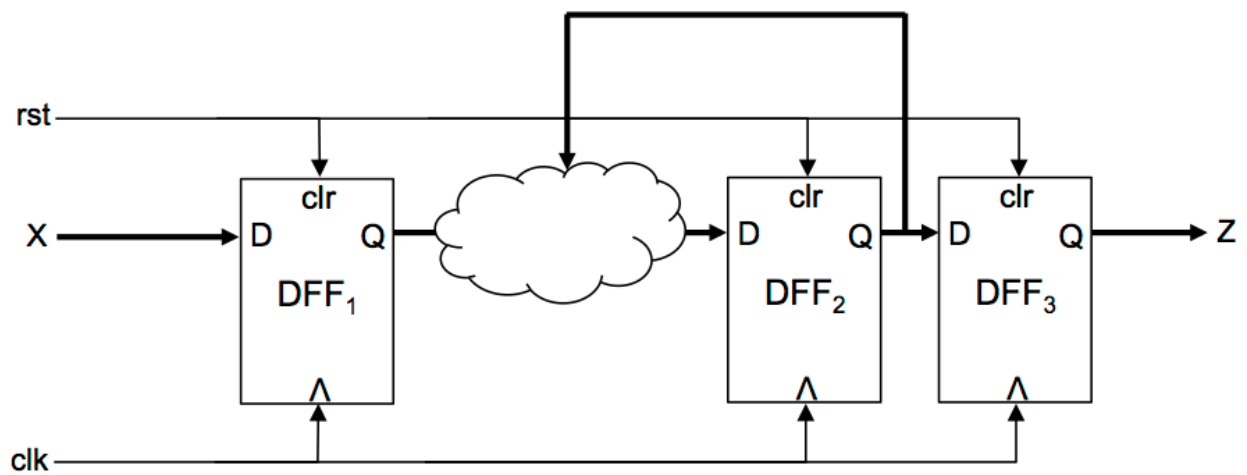 rst
clr clr clr
X D Q D Q D Q Z
DFF1 DFF2 DFF3
clk